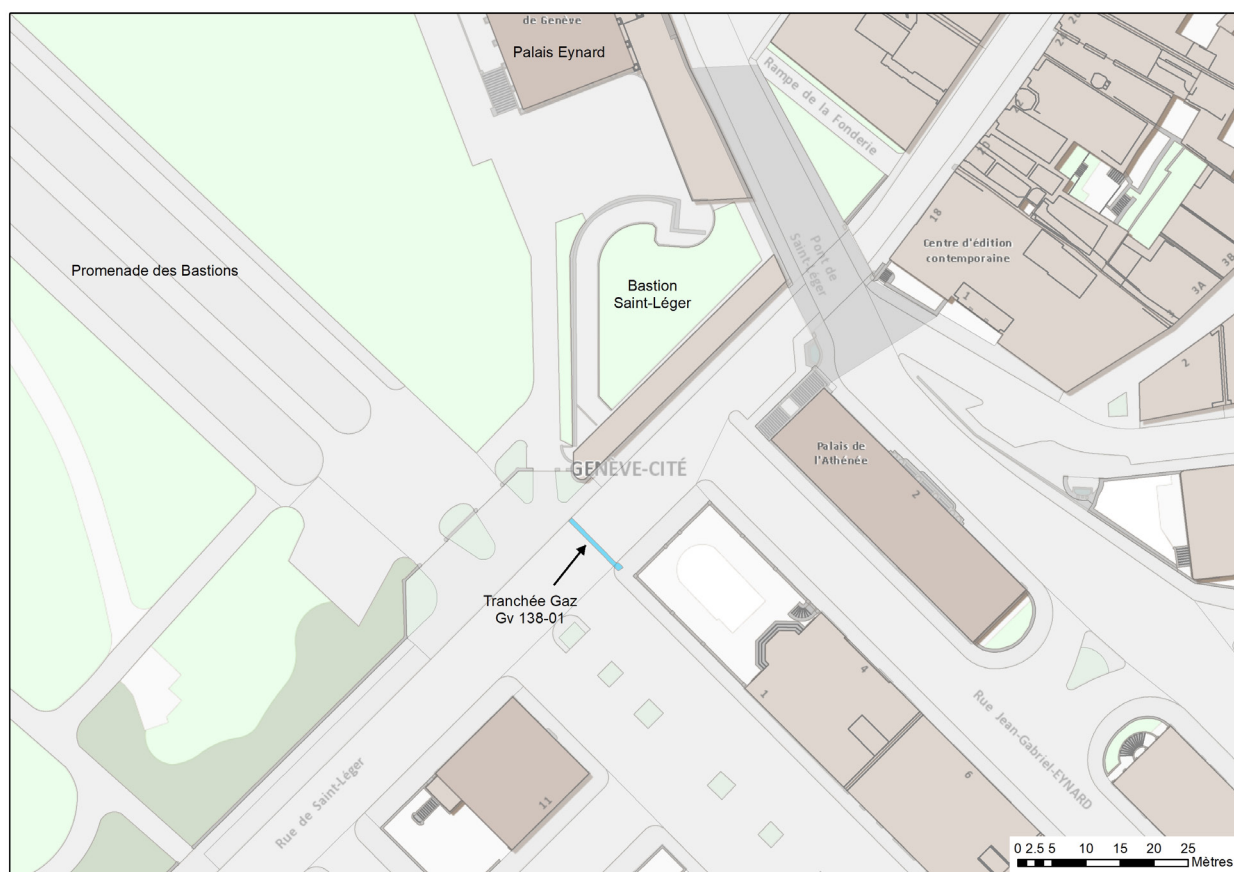 de Genève
Palais Eynard
Rampe de la Fonderie
Pont de
Saint-Léger
18
Centre d'édition
contemporaine
1
3B
3A
2
Promenade des Bastions
Bastion
Saint-Léger
GENÈVE-CITÉ
Palais de
l'Athénée
2
Tranchée Gaz
Gv 138-01
4
1
6
Rue Jean-Gabriel-EYNARD
Rue de Saint-Léger
11
0 2.5 5 10 15 20 25
Mètres